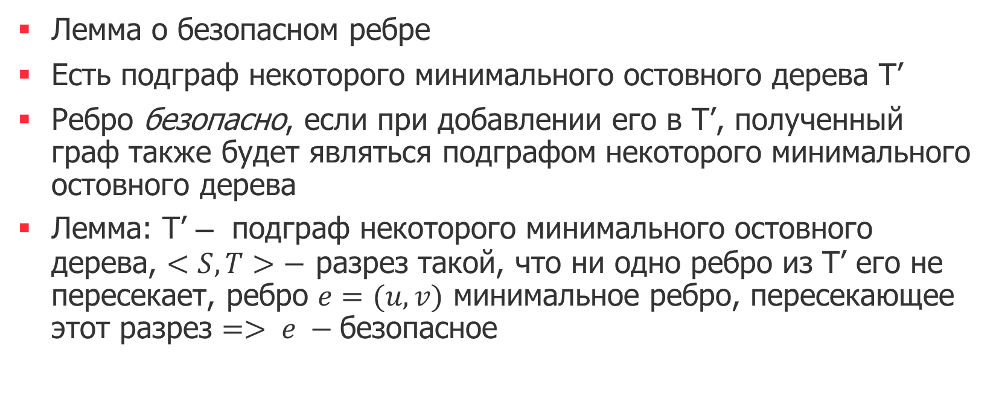 ▪ Лемма о безопасном ребре
▪ Есть подграф некоторого минимального остовного дерева T’
▪ Ребро безопасно, если при добавлении его в T’, полученный
граф также будет являться подграфом некоторого минимального
остовного дерева
▪ Лемма: T’ – подграф некоторого минимального остовного
дерева, < S, T > − разрез такой, что ни одно ребро из T’ его не
пересекает, ребро e = (u, v) минимальное ребро, пересекающее
этот разрез => e − безопасное